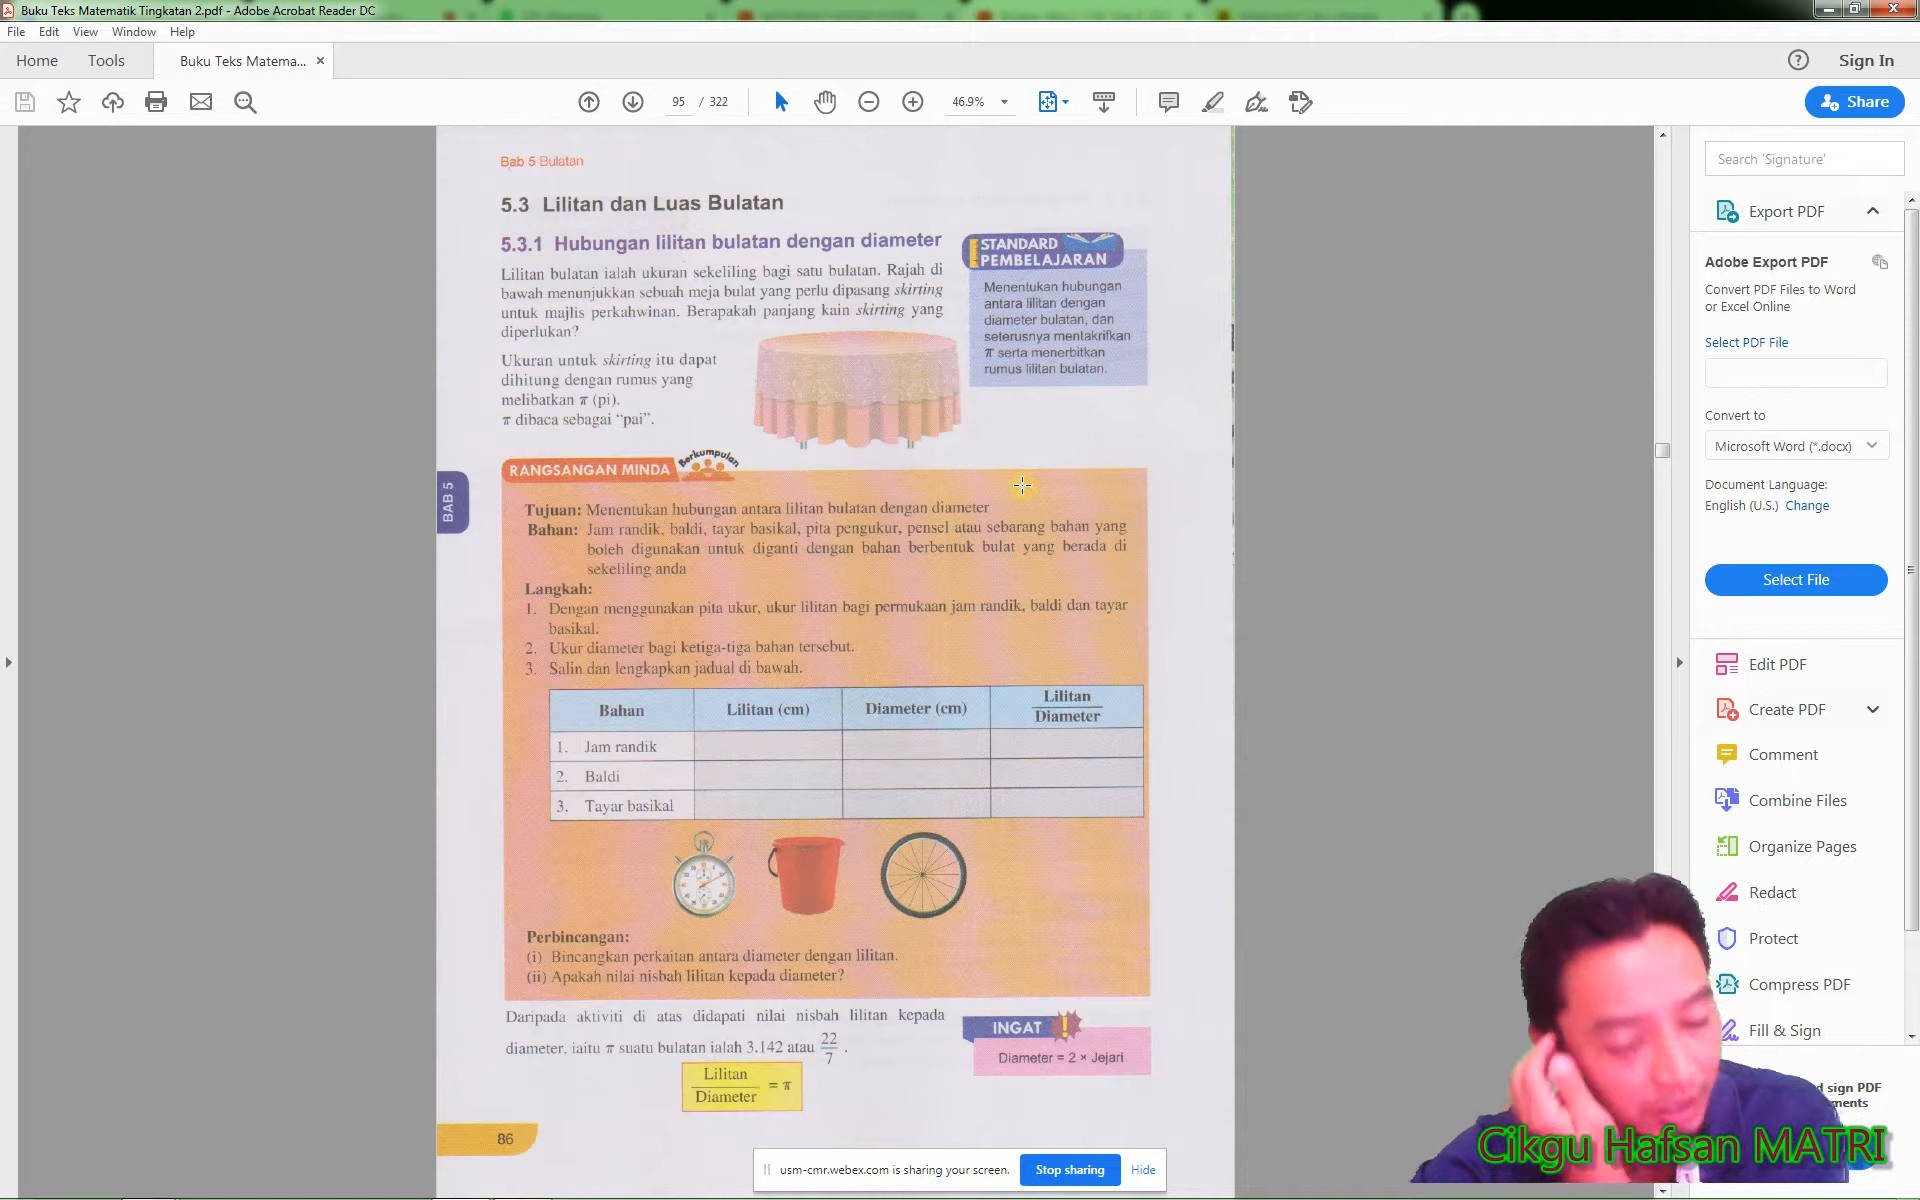 Buku Teks Matematik Tingkatan 2.pdf - Adobe Acrobat Reader DC
File Edit View Window Help
Home Tools Buku Teks Matema... ×
Sign In
95 / 322
46.9%
Share
Bab 5 Bulatan
5.3 Lilitan dan Luas Bulatan
5.3.1 Hubungan lilitan bulatan dengan diameter
Lilitan bulatan ialah ukuran sekeliling bagi satu bulatan. Rajah di
bawah menunjukkan sebuah meja bulat yang perlu dipasang skirting
untuk majlis perkahwinan. Berapakah panjang kain skirting yang
diperlukan?
Ukuran untuk skirting itu dapat
dihitung dengan rumus yang
melibatkan π (pi).
π dibaca sebagai “pai”.
STANDARD
PEMBELAJARAN
Menentukan hubungan
antara lilitan dengan
diameter bulatan, dan
seterusnya mentakrifkan
π serta menerbitkan
rumus lilitan bulatan.
BAB 5
RANGSANGAN MINDA
Berkumpulan
Tujuan: Menentukan hubungan antara lilitan bulatan dengan diameter
Bahan: Jam randik, baldi, tayar basikal, pita pengukur, pensel atau sebarang bahan yang
boleh digunakan untuk diganti dengan bahan berbentuk bulat yang berada di
sekeliling anda
Langkah:
1. Dengan menggunakan pita ukur, ukur lilitan bagi permukaan jam randik, baldi dan tayar
basikal.
2. Ukur diameter bagi ketiga-tiga bahan tersebut.
3. Salin dan lengkapkan jadual di bawah.
Bahan Lilitan (cm) Diameter (cm) Lilitan
Diameter
1. Jam randik
2. Baldi
3. Tayar basikal
Perbincangan:
(i) Bincangkan perkaitan antara diameter dengan lilitan.
(ii) Apakah nilai nisbah lilitan kepada diameter?
Daripada aktiviti di atas didapati nilai nisbah lilitan kepada
diameter, iaitu π suatu bulatan ialah 3.142 atau 22/7 .
Lilitan
Diameter = π
INGAT !
Diameter = 2 × Jejari
86
Search 'Signature'
Export PDF
Adobe Export PDF
Convert PDF Files to Word
or Excel Online
Select PDF File
Convert to
Microsoft Word (*.docx)
Document Language:
English (U.S.) Change
Select File
Edit PDF
Create PDF
Comment
Combine Files
Organize Pages
Redact
Protect
Compress PDF
Fill & Sign
d sign PDF
ments
Cikgu Hafsan MATRI
usm-cmr.webex.com is sharing your screen.
Stop sharing
Hide